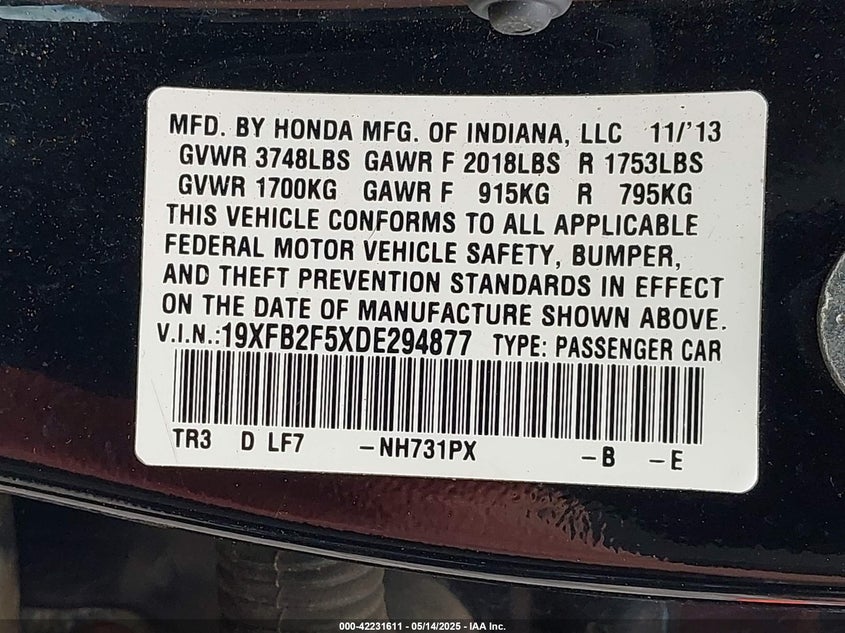 MFD. BY HONDA MFG. OF INDIANA, LLC 11/'13
GVWR 3748LBS GAWR F 2018LBS R 1753LBS
GVWR 1700KG GAWR F 915KG R 795KG
THIS VEHICLE CONFORMS TO ALL APPLICABLE
FEDERAL MOTOR VEHICLE SAFETY, BUMPER,
AND THEFT PREVENTION STANDARDS IN EFFECT
ON THE DATE OF MANUFACTURE SHOWN ABOVE.
V.I.N.:19XFB2F5XDE294877 TYPE: PASSENGER CAR
TR3 D LF7 -NH731PX -B -E
000-42231611 - 05/14/2025 - IAA Inc.